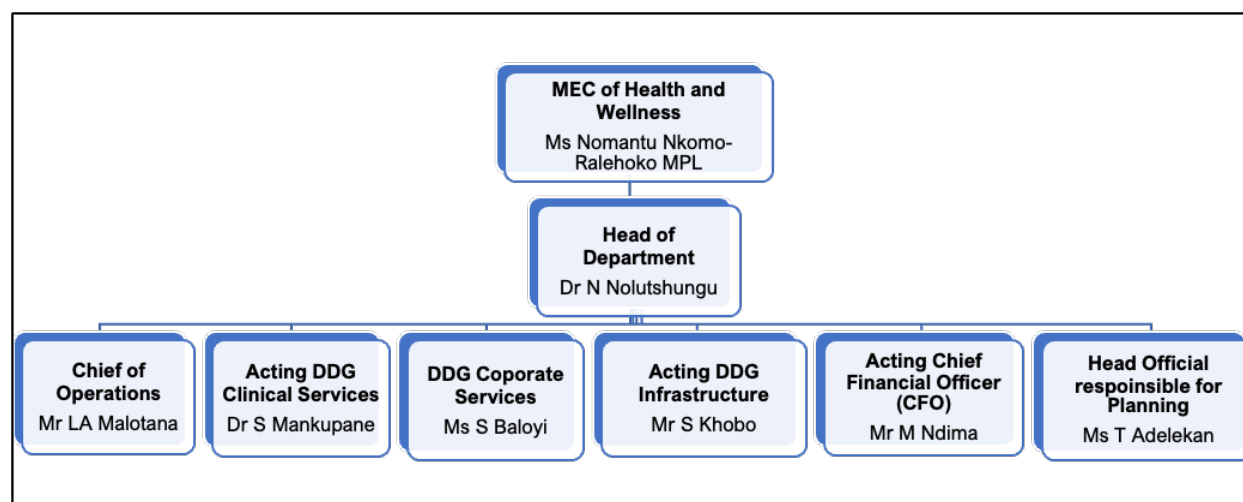 MEC of Health and
Wellness
Ms Nomantu Nkomo-
Ralehoko MPL
Head of
Department
Dr N Nolutshungu
Chief of
Operations
Mr LA Malotana
Acting DDG
Clinical Services
Dr S Mankupane
DDG Coporate
Services
Ms S Baloyi
Acting DDG
Infrastructure
Mr S Khobo
Acting Chief
Financial Officer
(CFO)
Mr M Ndima
Head Official
respoinsible for
Planning
Ms T Adelekan